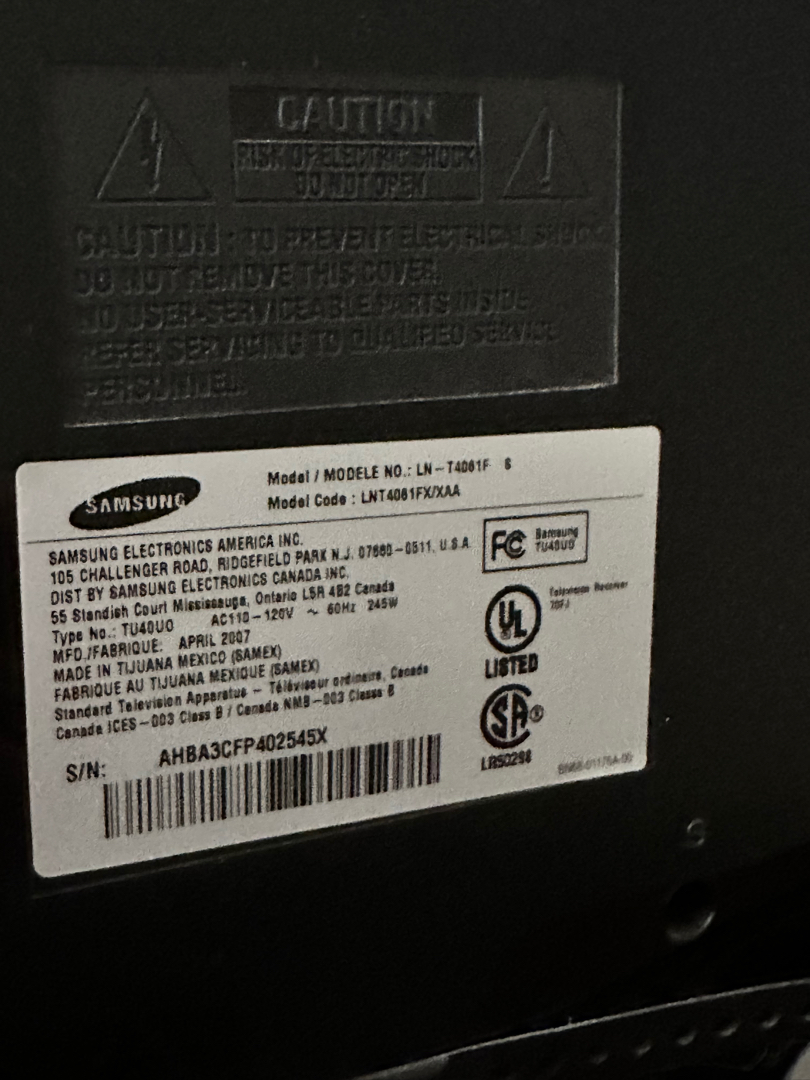 CAUTION
RISK OF ELECTRIC SHOCK
DO NOT OPEN
CAUTION : TO PREVENT ELECTRICAL SHOCK
DO NOT REMOVE THIS COVER.
NO USER-SERVICEABLE PARTS INSIDE
REFER SERVICING TO QUALIFIED SERVICE
PERSONNEL.
SAMSUNG
Model / MODELE NO.: LN-T4061F S
Model Code : LNT4061FX/XAA
SAMSUNG ELECTRONICS AMERICA INC.
105 CHALLENGER ROAD, RIDGEFIELD PARK N.J. 07660-0511, U.S.A
DIST BY SAMSUNG ELECTRONICS CANADA INC.
55 Standish Court Mississauga, Ontario L5R 4B2 Canada
Type No.: TU40UO AC110-120V ~ 60Hz 245W
MFD./FABRIQUE: APRIL 2007
MADE IN TIJUANA MEXICO (SAMEX)
FABRIQUE AU TIJUANA MEXIQUE (SAMEX)
Standard Television Apparatus - Téléviseur ordinaire, Canada
Canada ICES-003 Class B / Canada NMB-003 Classe B
S/N: AHBA3CFP402545X
FC Samsung
TU40UO
UL Television Receiver
LISTED
SA ®
LR50298
S